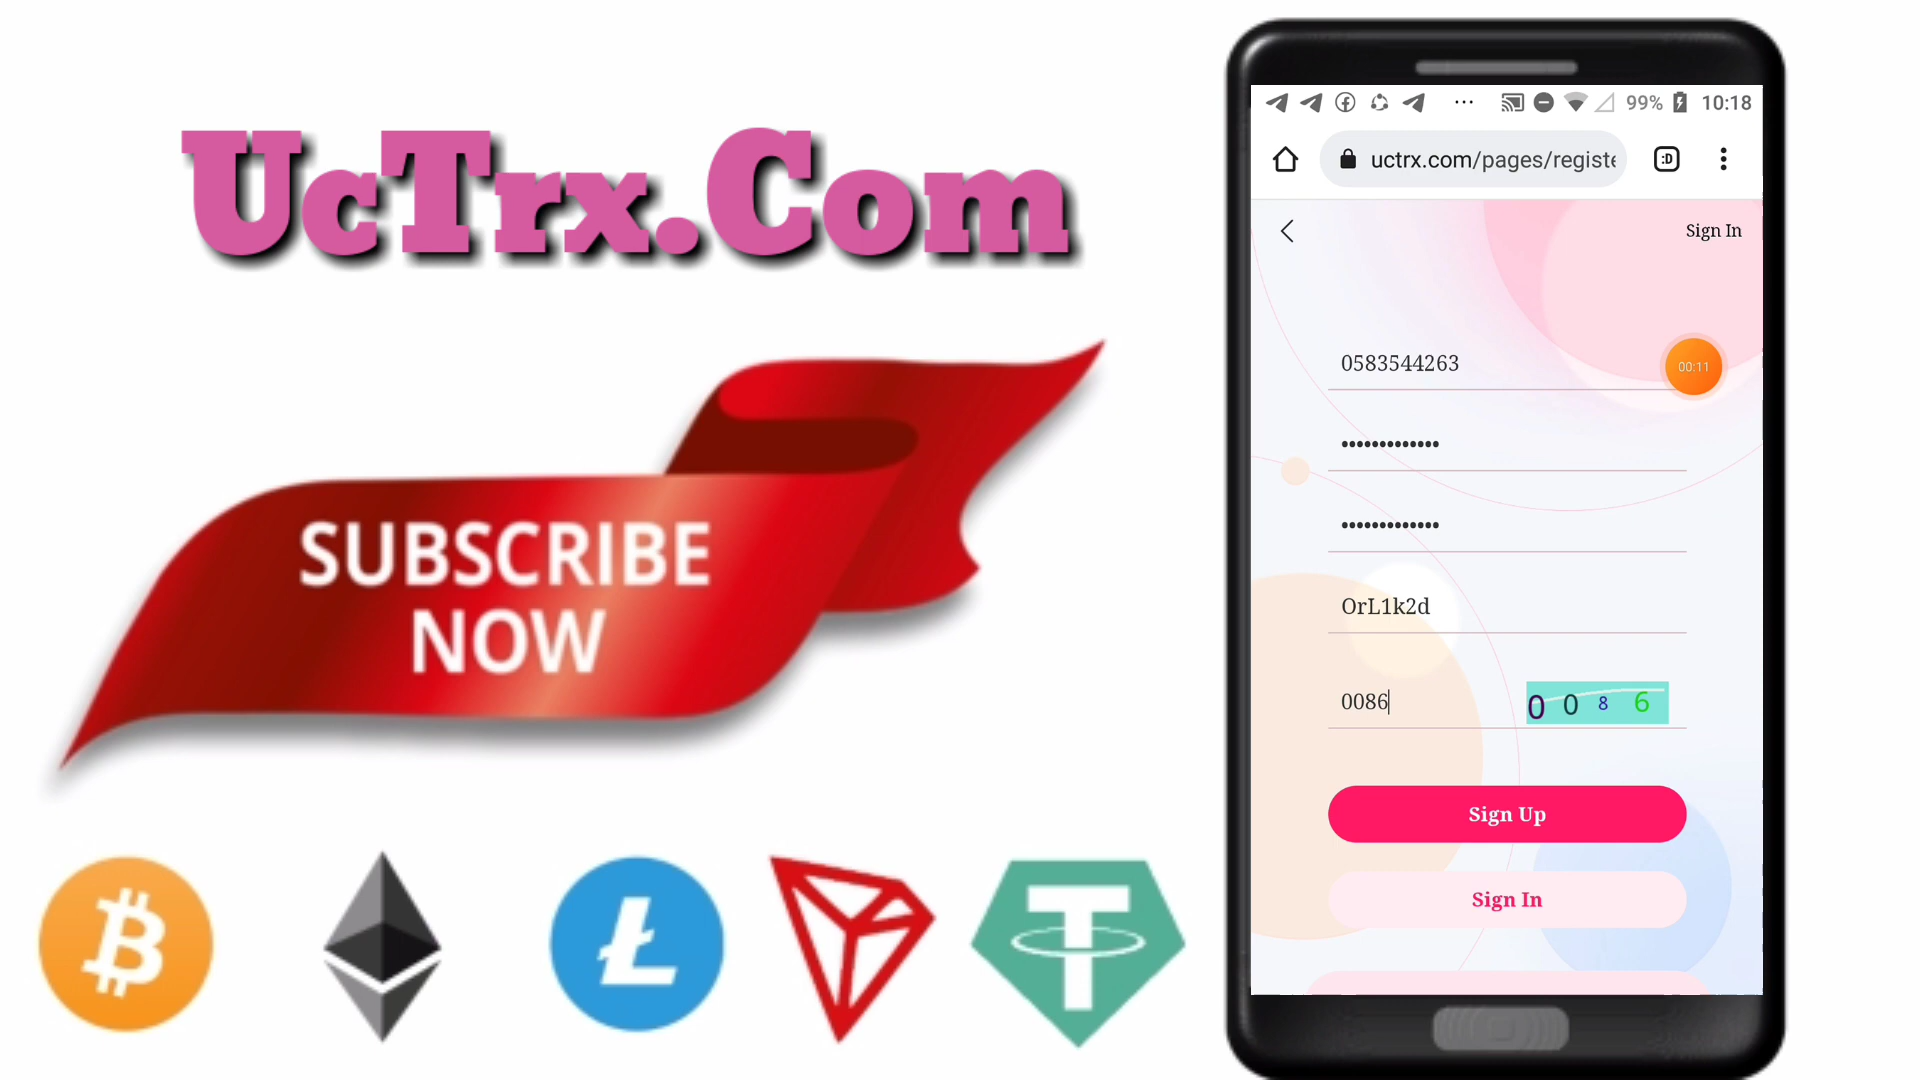 UcTrx.Com
SUBSCRIBE
NOW
99% 10:18
uctrx.com/pages/registe
Sign In
0583544263
00:11
•••••••••••••
•••••••••••••
OrL1k2d
0086
0 0 8 6
Sign Up
Sign In